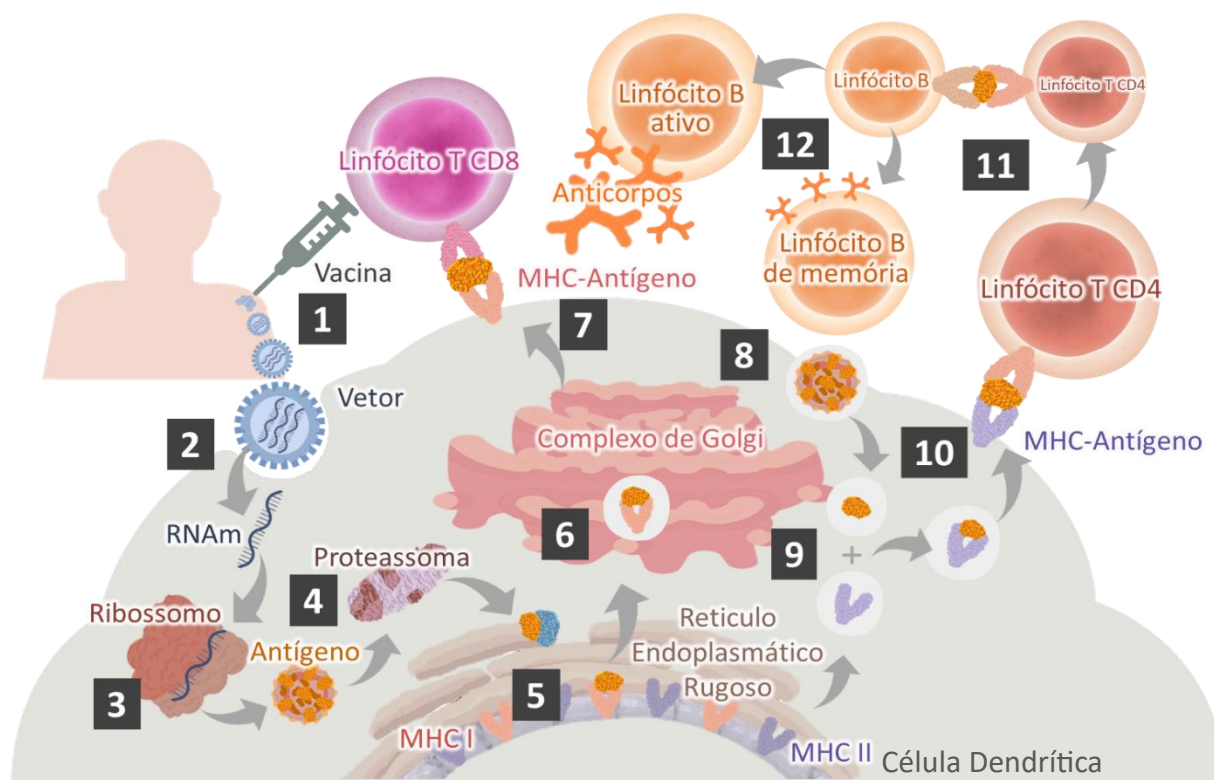 Linfócito B
ativo
Linfócito B
Linfócito T CD4
12
11
Linfócito T CD8
Anticorpos
Linfócito B
de memória
Vacina
1
MHC-Antígeno
7
Linfócito T CD4
8
Vetor
2
Complexo de Golgi
10
MHC-Antígeno
RNAm
6
9
+
Proteassoma
4
Ribossomo
Antígeno
3
Reticulo
Endoplasmático
Rugoso
5
MHC I
MHC II
Célula Dendrítica